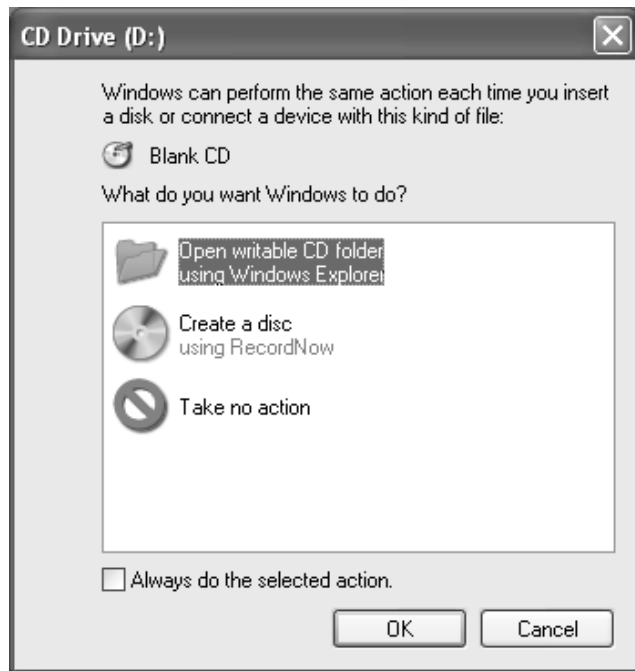 CD Drive (D:)
Windows can perform the same action each time you insert
a disk or connect a device with this kind of file:
Blank CD
What do you want Windows to do?
Open writable CD folder
using Windows Explorer
Create a disc
using RecordNow
Take no action
Always do the selected action.
OK
Cancel